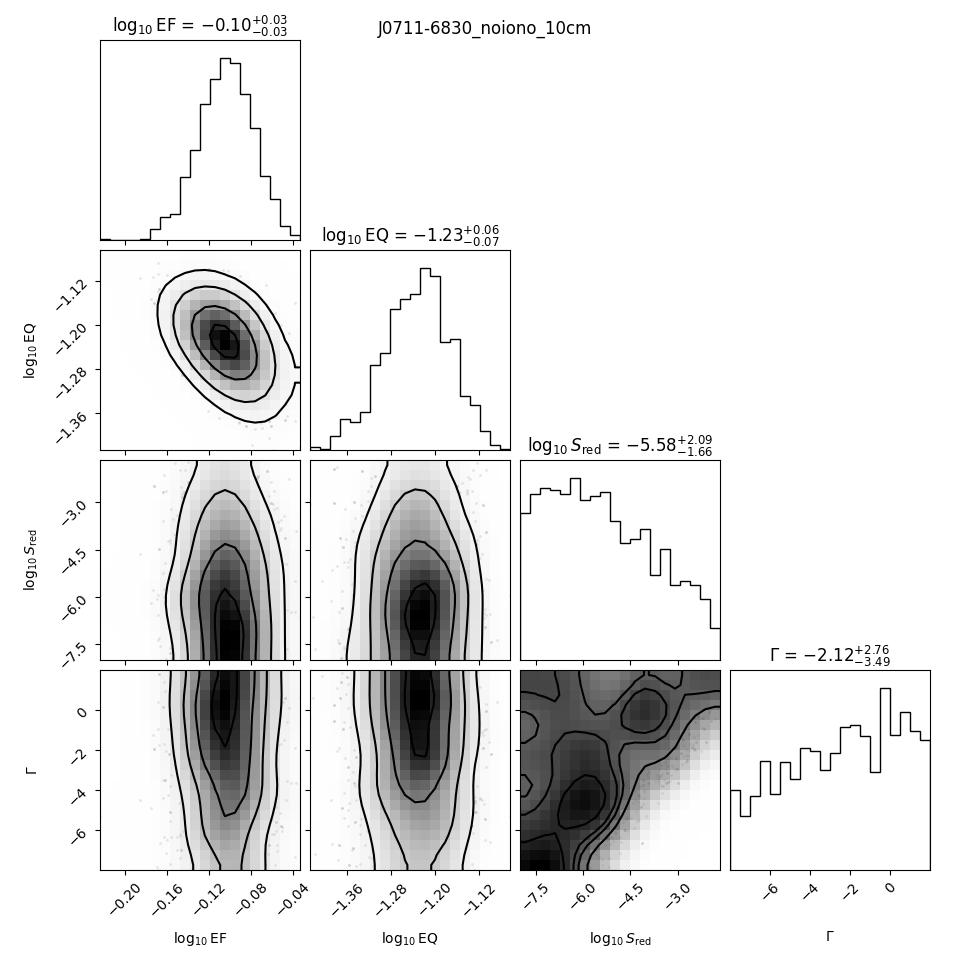 log₁₀ EF = −0.10⁺⁰·⁰³₋₀.₀₃
J0711-6830_noiono_10cm
log₁₀ EQ = −1.23⁺⁰·⁰⁶₋₀.₀₇
log₁₀ EQ
−1.12
−1.20
−1.28
−1.36
log₁₀ S_red = −5.58⁺²·⁰⁹₋₁.₆₆
log₁₀ S_red
−3.0
−4.5
−6.0
−7.5
Γ = −2.12⁺²·⁷⁶₋₃.₄₉
Γ
0
−2
−4
−6
−0.20 −0.16 −0.12 −0.08 −0.04 −1.36 −1.28 −1.20 −1.12 −7.5 −6.0 −4.5 −3.0 −6 −4 −2 0
log₁₀ EF log₁₀ EQ log₁₀ S_red Γ